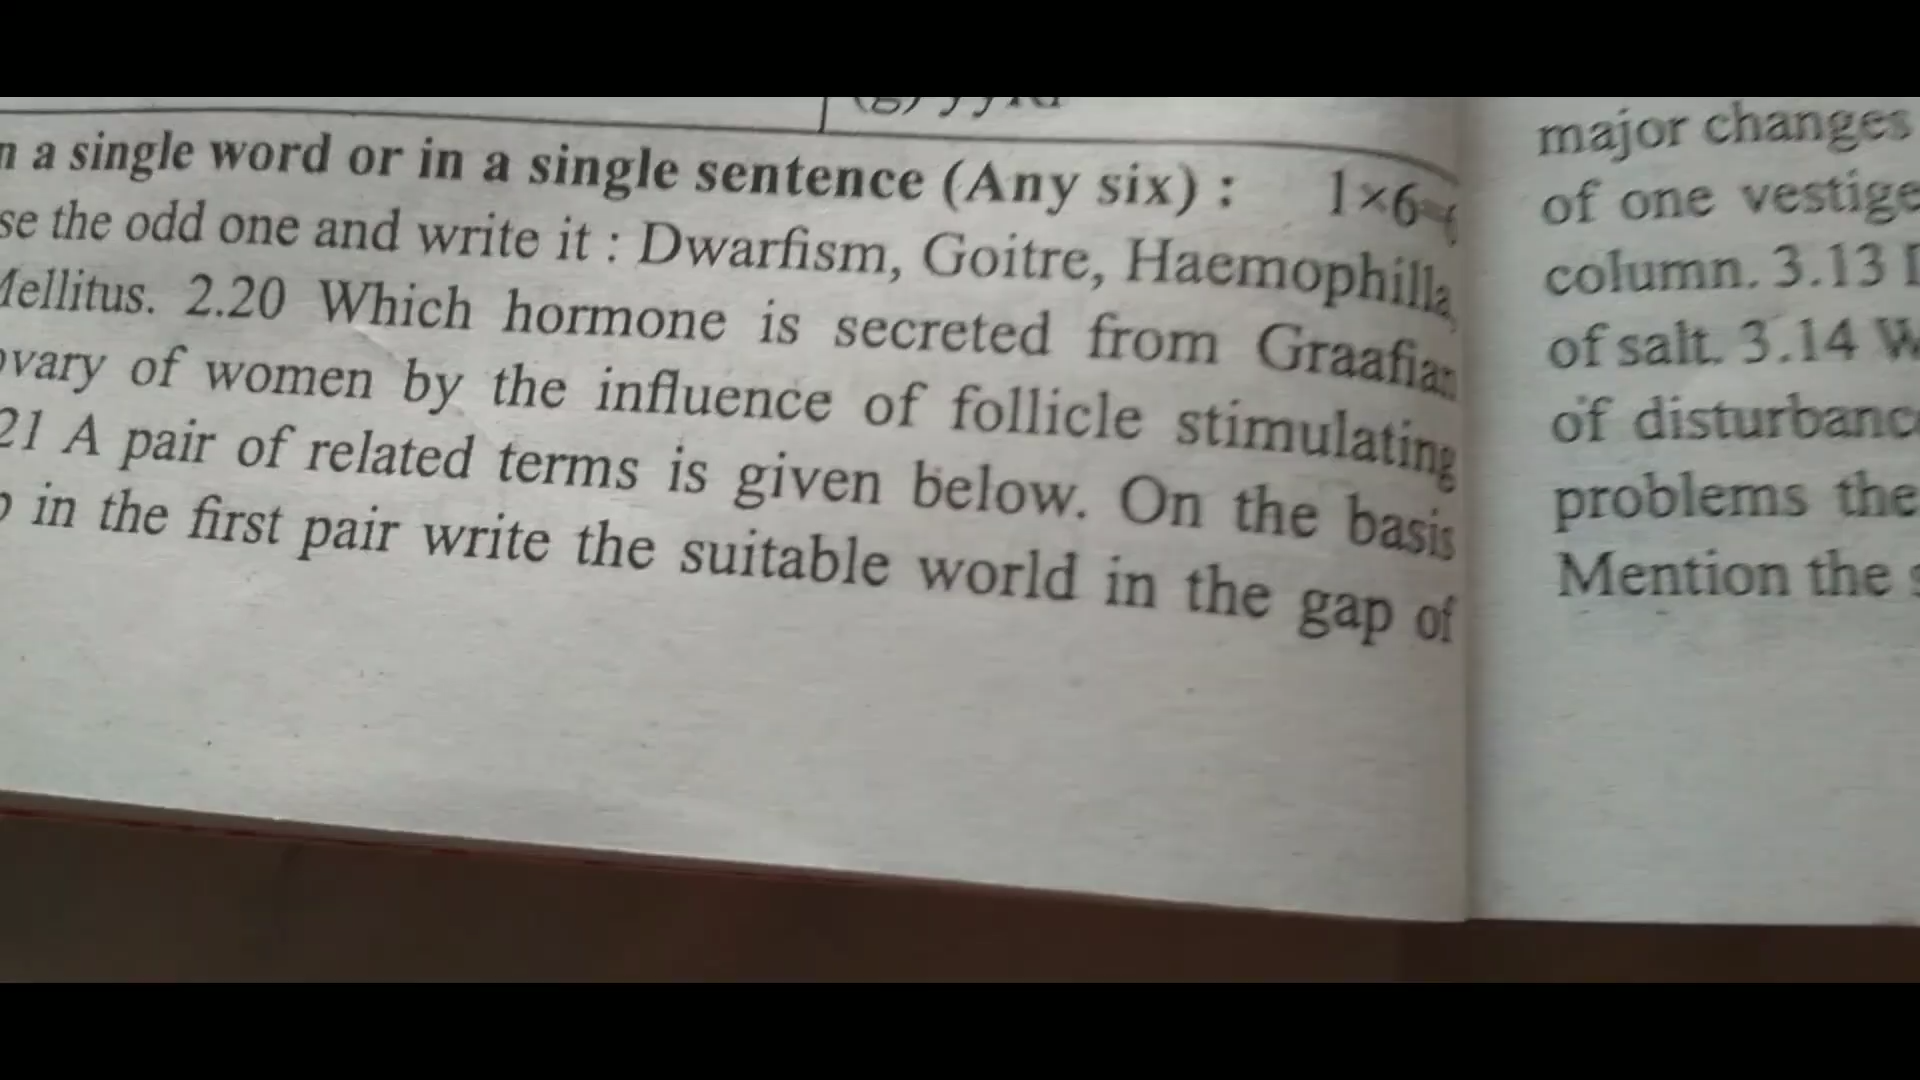 a single word or in a single sentence (Any six) : 1×6=
se the odd one and write it : Dwarfism, Goitre, Haemophilla,
ellitus. 2.20 Which hormone is secreted from Graafian
vary of women by the influence of follicle stimulating
21 A pair of related terms is given below. On the basis
in the first pair write the suitable world in the gap of
major changes
of one vestige
column. 3.13
of salt. 3.14 W
of disturbanc
problems the
Mention the